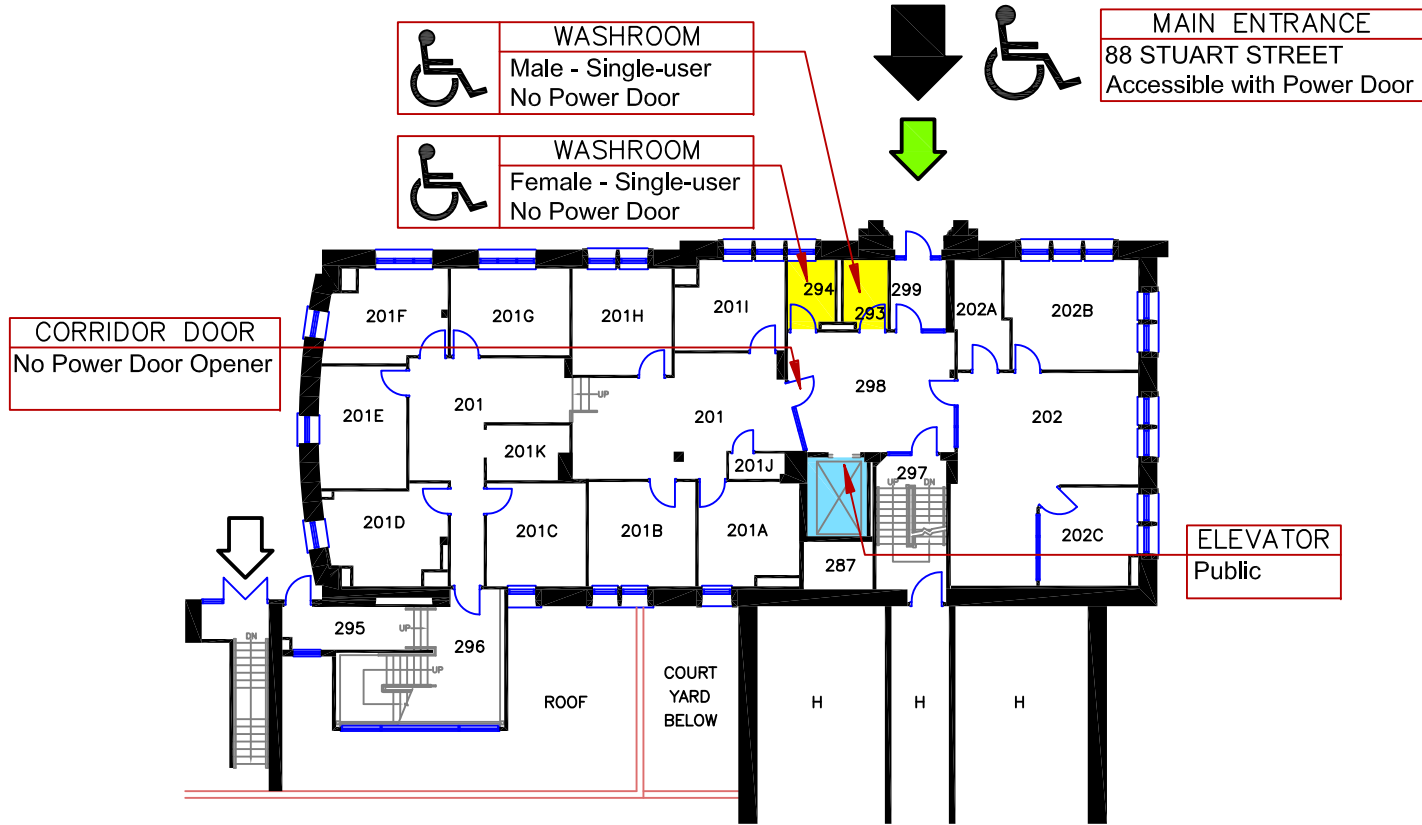 WASHROOM
Male - Single-user
No Power Door
MAIN ENTRANCE
88 STUART STREET
Accessible with Power Door
WASHROOM
Female - Single-user
No Power Door
CORRIDOR DOOR
No Power Door Opener
201F
201G
201H
201I
294
293
299
202A
202B
201E
201
UP
201
298
202
201K
201J
297
UP
DN
201D
201C
201B
201A
287
202C
ELEVATOR
Public
295
UP
296
DN
UP
ROOF
COURT
YARD
BELOW
H
H
H